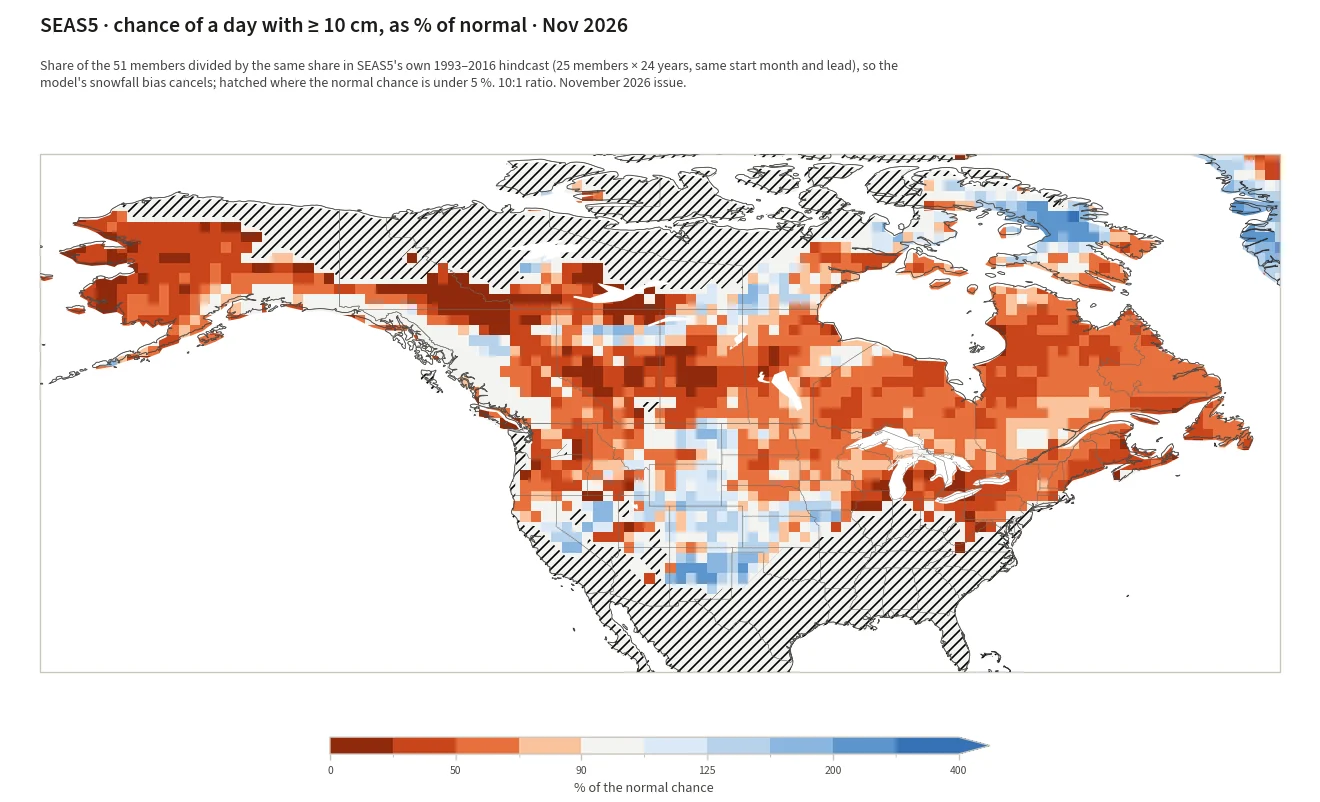 SEAS5 · chance of a day with ≥ 10 cm, as % of normal · Nov 2026
Share of the 51 members divided by the same share in SEAS5's own 1993–2016 hindcast (25 members × 24 years, same start month and lead), so the
model's snowfall bias cancels; hatched where the normal chance is under 5 %. 10:1 ratio. November 2026 issue.
0 50 90 125 200 400
% of the normal chance